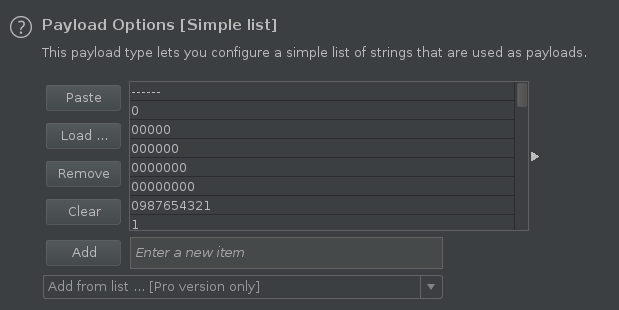 ?
Payload Options [Simple list]
This payload type lets you configure a simple list of strings that are used as payloads.
Paste
Load ...
Remove
Clear
------
0
00000
000000
0000000
00000000
0987654321
1
Add
Enter a new item
Add from list ... [Pro version only]